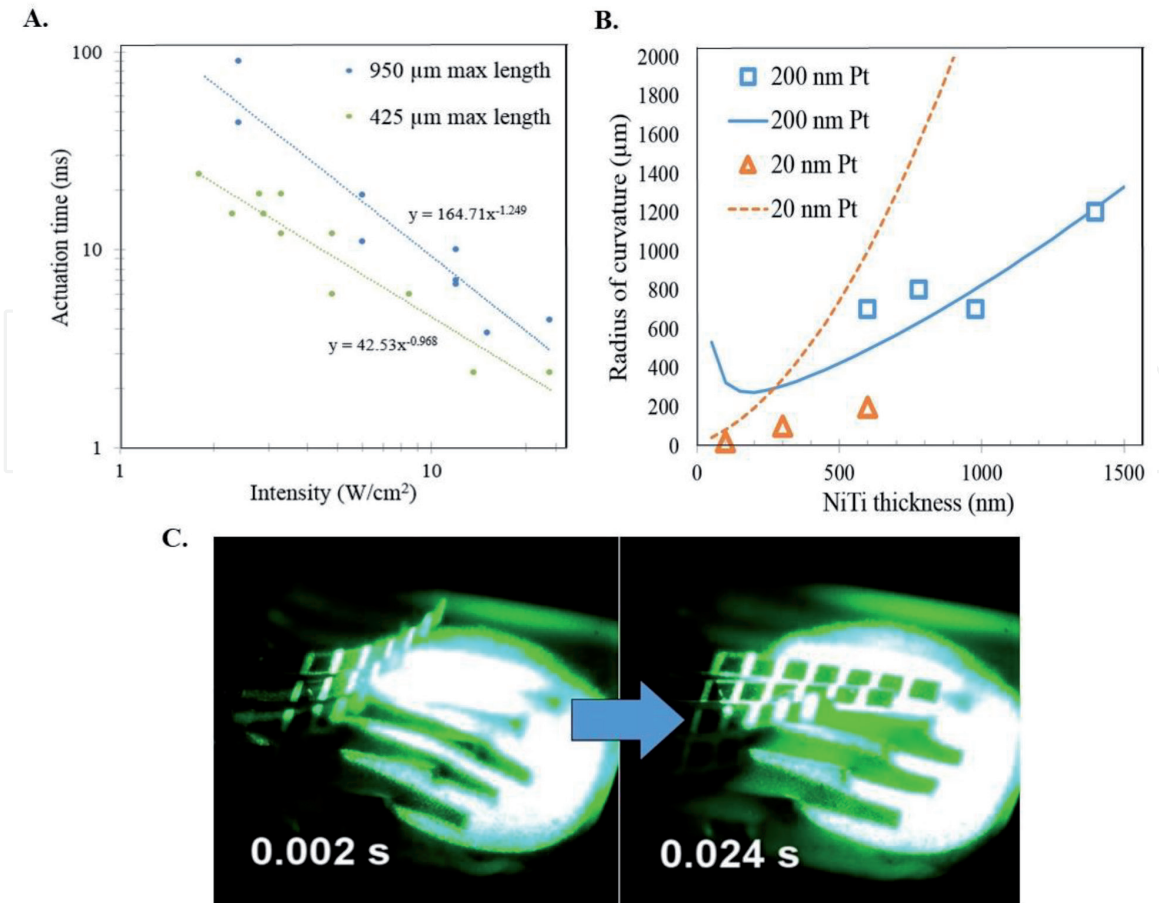 A.
100
10
1
1
10
Actuation time (ms)
Intensity (W/cm²)
950 µm max length
425 µm max length
y = 164.71x^-1.249
y = 42.53x^-0.968
B.
2000
1800
1600
1400
1200
1000
800
600
400
200
0
0
500
1000
1500
Radius of curvature (µm)
NiTi thickness (nm)
200 nm Pt
200 nm Pt
20 nm Pt
20 nm Pt
C.
0.002 s
0.024 s